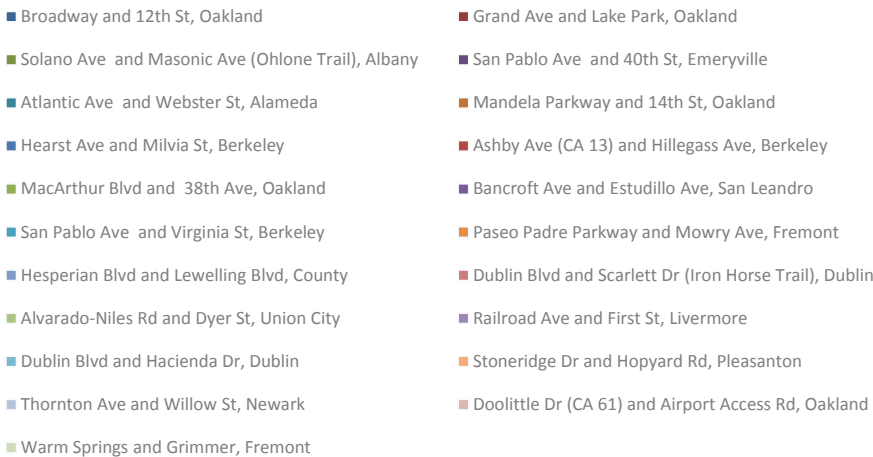 Broadway and 12th St, Oakland
Grand Ave and Lake Park, Oakland
Solano Ave  and Masonic Ave (Ohlone Trail), Albany
San Pablo Ave  and 40th St, Emeryville
Atlantic Ave  and Webster St, Alameda
Mandela Parkway and 14th St, Oakland
Hearst Ave and Milvia St, Berkeley
Ashby Ave (CA 13) and Hillegass Ave, Berkeley
MacArthur Blvd and  38th Ave, Oakland
Bancroft Ave and Estudillo Ave, San Leandro
San Pablo Ave  and Virginia St, Berkeley
Paseo Padre Parkway and Mowry Ave, Fremont
Hesperian Blvd and Lewelling Blvd, County
Dublin Blvd and Scarlett Dr (Iron Horse Trail), Dublin
Alvarado-Niles Rd and Dyer St, Union City
Railroad Ave and First St, Livermore
Dublin Blvd and Hacienda Dr, Dublin
Stoneridge Dr and Hopyard Rd, Pleasanton
Thornton Ave and Willow St, Newark
Doolittle Dr (CA 61) and Airport Access Rd, Oakland
Warm Springs and Grimmer, Fremont